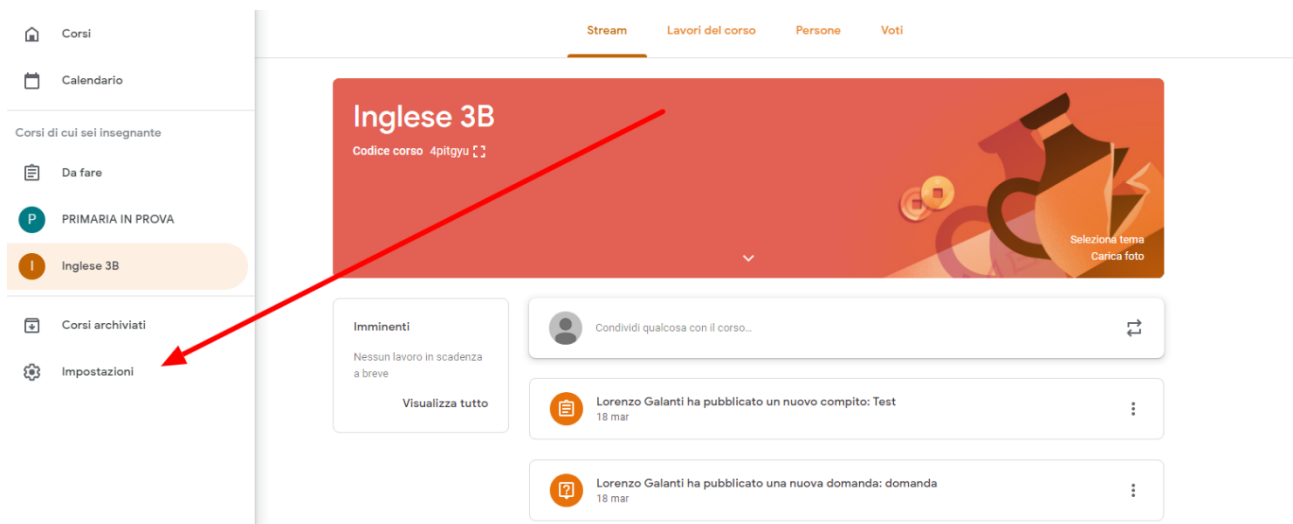 Corsi
Calendario
Corsi di cui sei insegnante
Da fare
P
PRIMARIA IN PROVA
I
Inglese 3B
Corsi archiviati
Impostazioni
Stream Lavori del corso Persone Voti
Inglese 3B
Codice corso 4pitgyu
Seleziona tema
Carica foto
Imminenti
Nessun lavoro in scadenza
a breve
Visualizza tutto
Condividi qualcosa con il corso...
Lorenzo Galanti ha pubblicato un nuovo compito: Test
18 mar
Lorenzo Galanti ha pubblicato una nuova domanda: domanda
18 mar